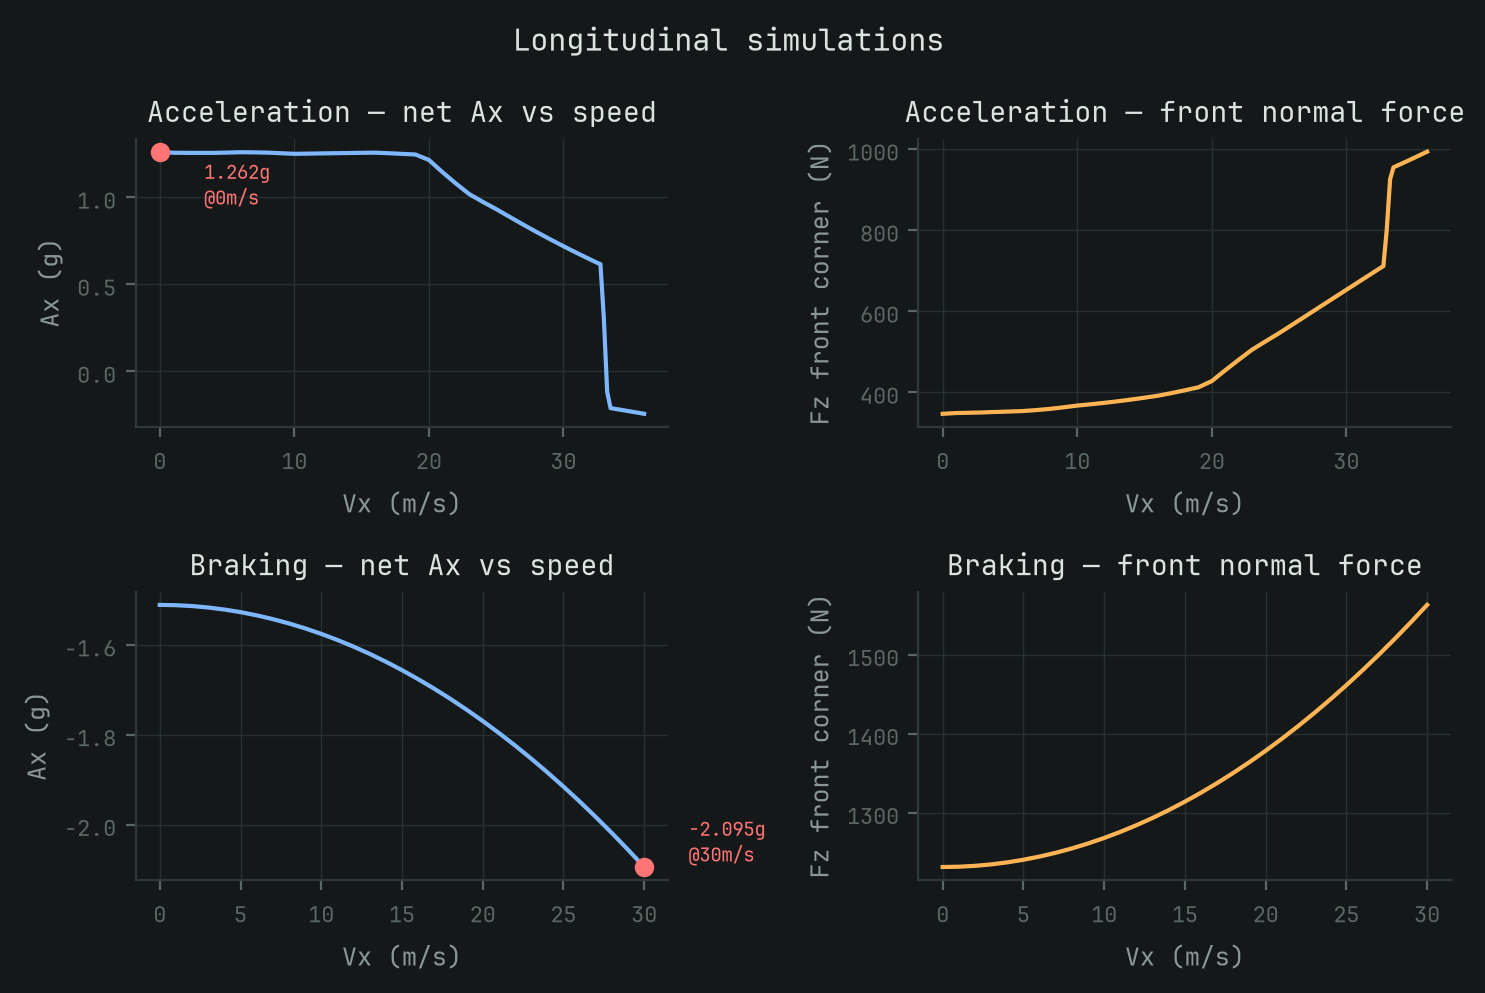 Longitudinal simulations
Acceleration — net Ax vs speed
Ax (g)
1.0
0.5
0.0
1.262g
@0m/s
0 10 20 30
Vx (m/s)
Acceleration — front normal force
Fz front corner (N)
1000
800
600
400
0 10 20 30
Vx (m/s)
Braking — net Ax vs speed
Ax (g)
-1.6
-1.8
-2.0
-2.095g
@30m/s
0 5 10 15 20 25 30
Vx (m/s)
Braking — front normal force
Fz front corner (N)
1500
1400
1300
0 5 10 15 20 25 30
Vx (m/s)